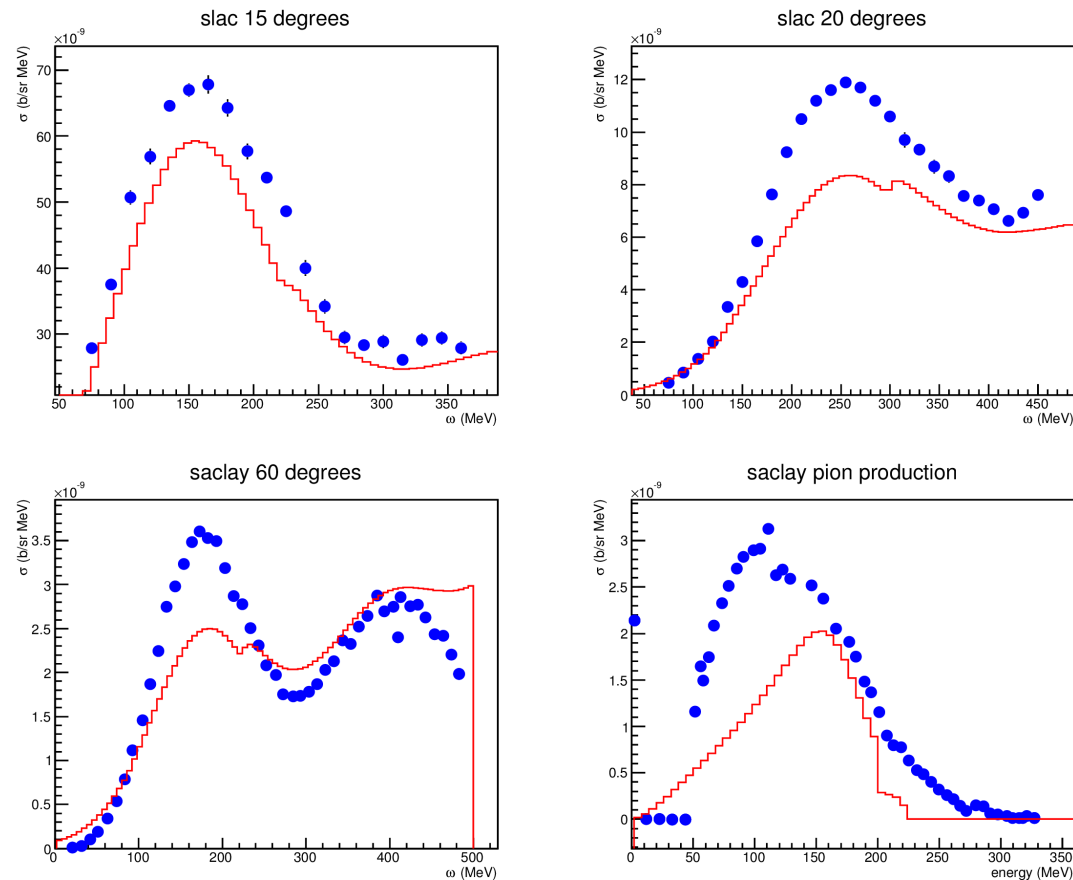 slac 15 degrees
×10⁻⁹
σ (b/sr MeV)
70
60
50
40
30
50 100 150 200 250 300 350
ω (MeV)
slac 20 degrees
×10⁻⁹
σ (b/sr MeV)
12
10
8
6
4
2
0
50 100 150 200 250 300 350 400 450
ω (MeV)
saclay 60 degrees
×10⁻⁹
σ (b/sr MeV)
3.5
3
2.5
2
1.5
1
0.5
0
0 100 200 300 400 500
ω (MeV)
saclay pion production
×10⁻⁹
σ (b/sr MeV)
3
2.5
2
1.5
1
0.5
0
0 50 100 150 200 250 300 350
energy (MeV)